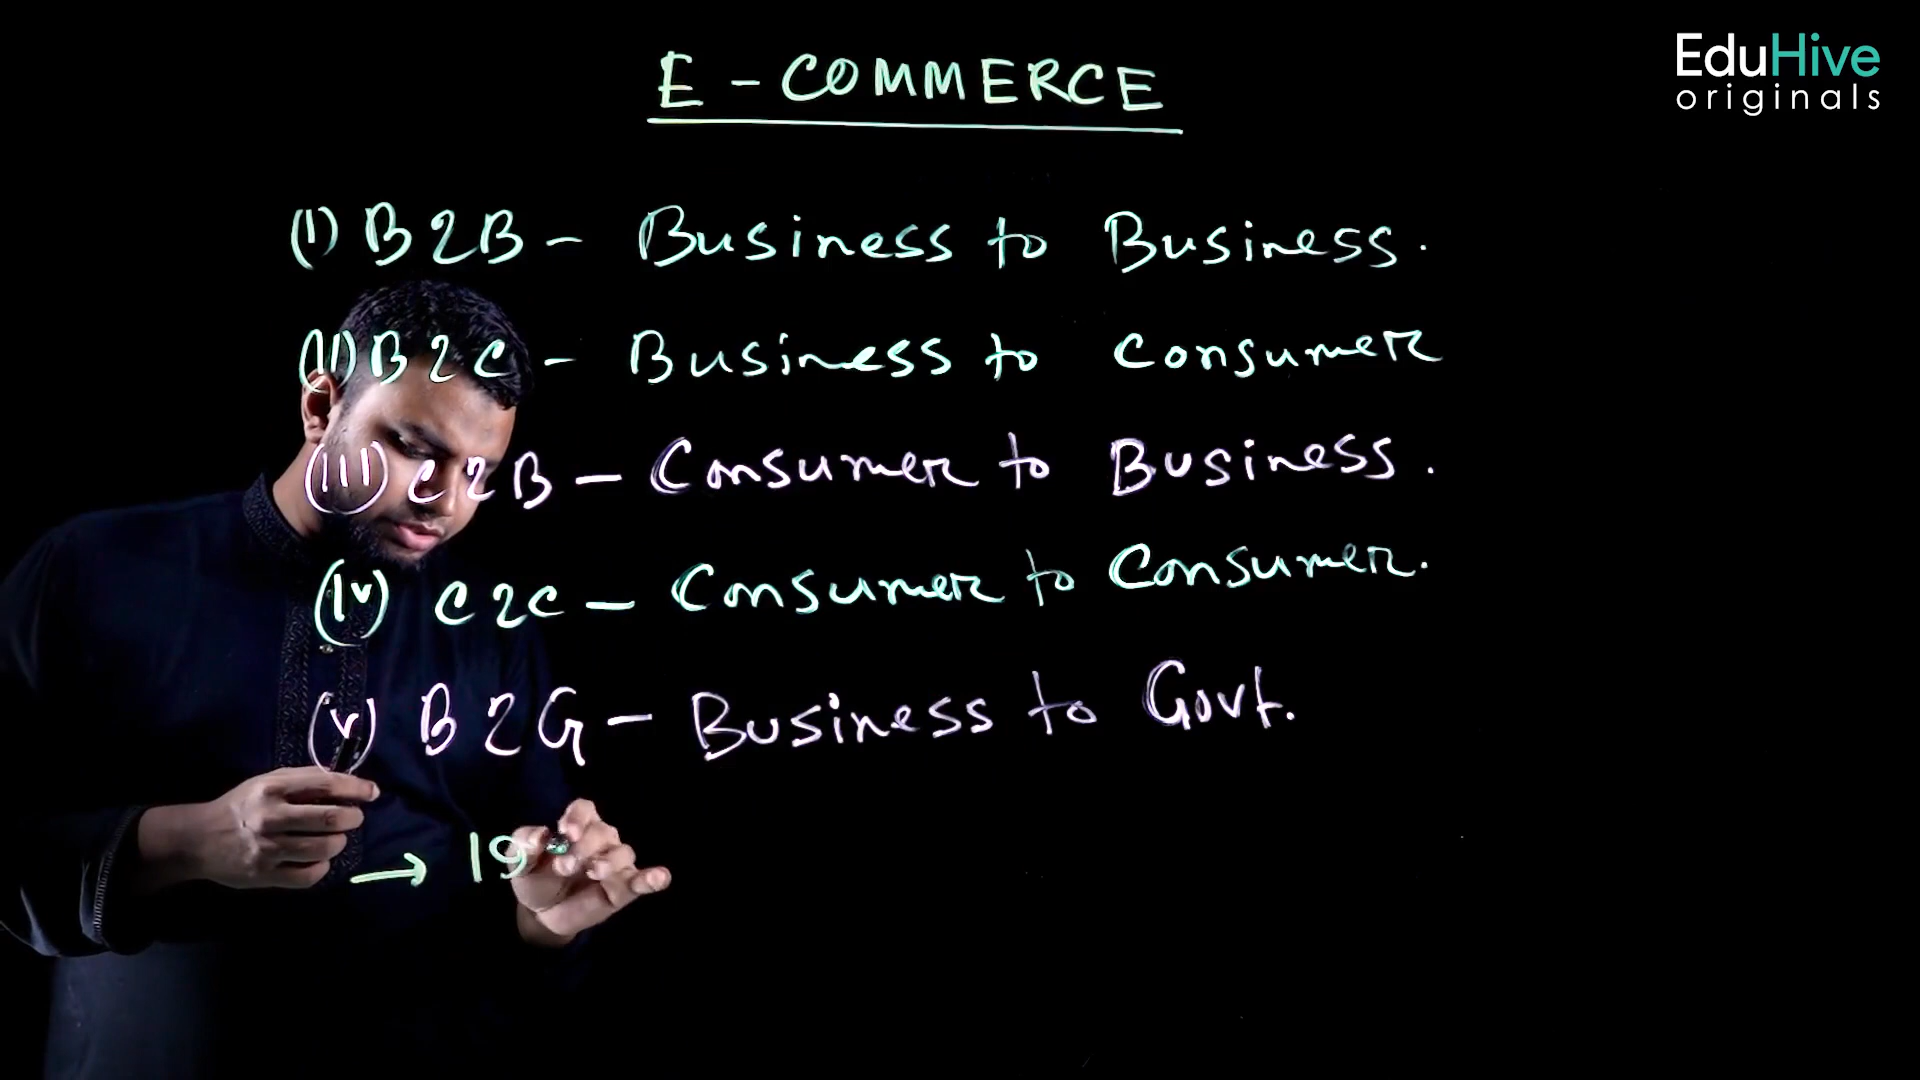 EduHive
originals
E - COMMERCE
(i) B2B - Business to Business.
(ii) B2C - Business to Consumer
(iii) C2B - Consumer to Business.
(iv) C2C - Consumer to Consumer.
(v) B2G - Business to Govt.
→ 19